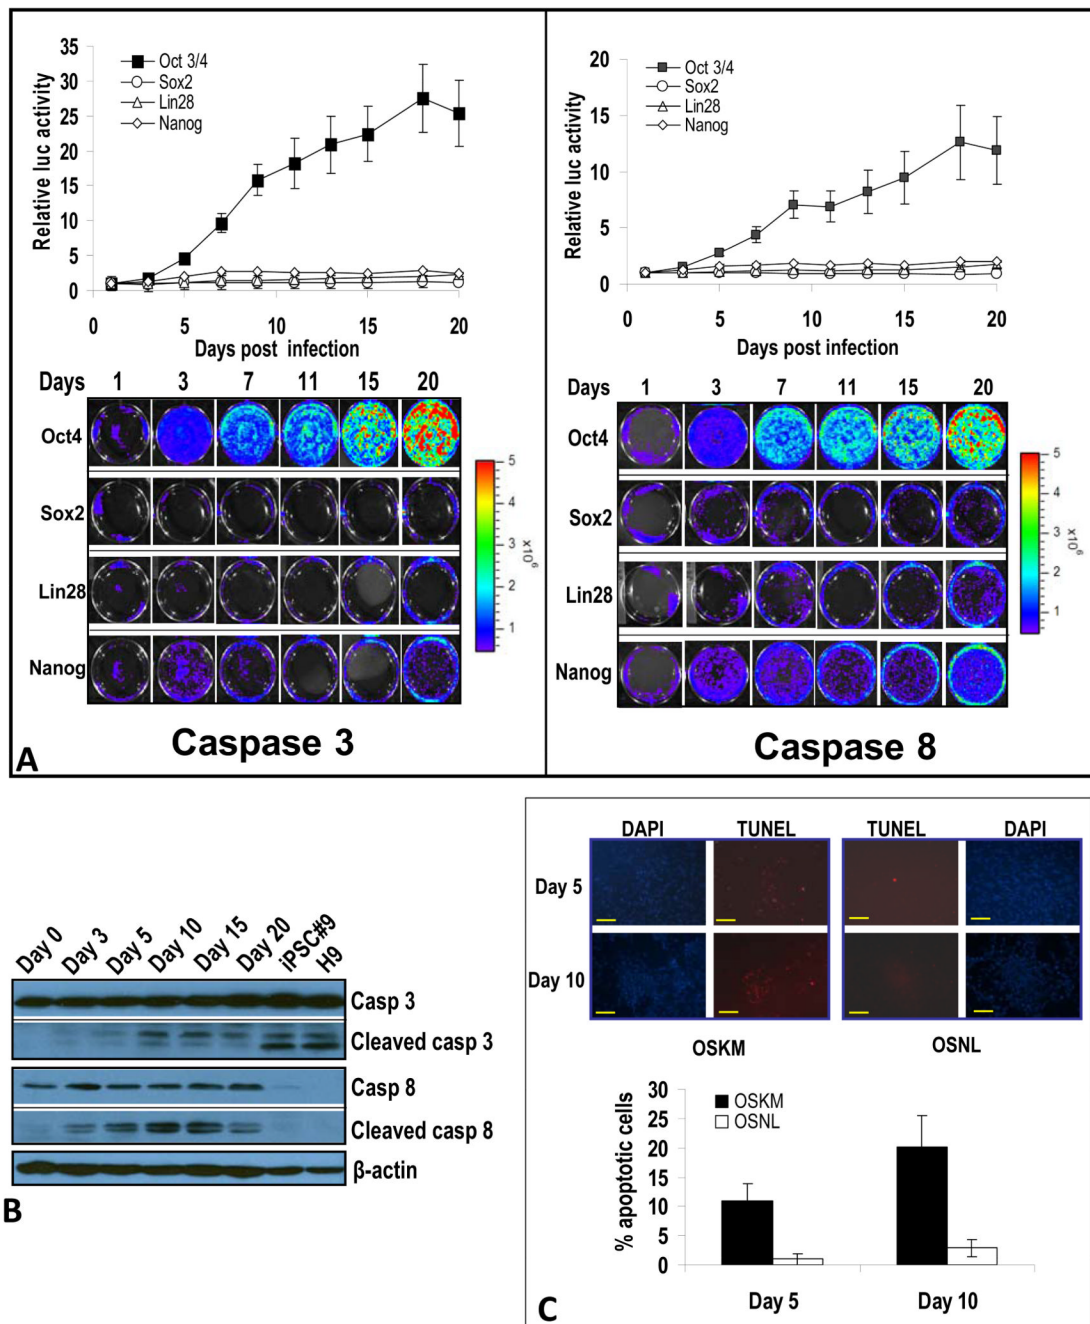 35
30
25
20
15
10
5
0
Relative luc activity
Oct 3/4
Sox2
Lin28
Nanog
0 5 10 15 20
Days post infection
Days 1 3 7 11 15 20
Oct4
Sox2
Lin28
Nanog
5
4
3
2
1
x10⁶
Caspase 3
A
20
15
10
5
0
Relative luc activity
Oct 3/4
Sox2
Lin28
Nanog
0 5 10 15 20
Days post infection
Days 1 3 7 11 15 20
Oct4
Sox2
Lin28
Nanog
5
4
3
2
1
x10⁶
Caspase 8
Day 0 Day 3 Day 5 Day 10 Day 15 Day 20 iPSC#9 H9
Casp 3
Cleaved casp 3
Casp 8
Cleaved casp 8
β-actin
B
DAPI TUNEL TUNEL DAPI
Day 5
Day 10
OSKM OSNL
30
25
20
15
10
5
0
% apoptotic cells
OSKM
OSNL
Day 5 Day 10
C